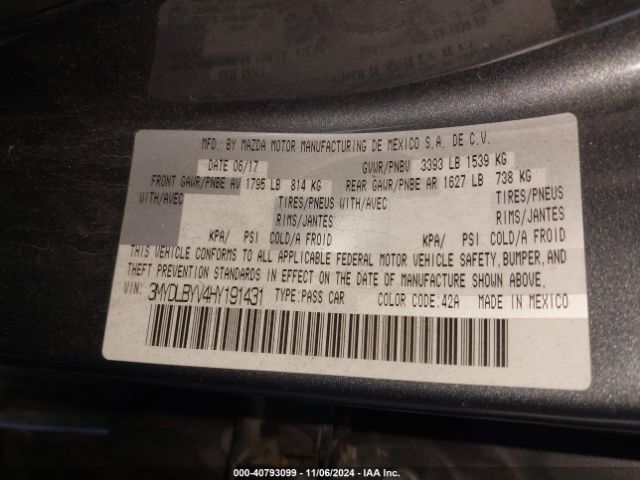 MFD. BY MAZDA MOTOR MANUFACTURING DE MEXICO S.A. DE C.V.
DATE 06/17 GVWR/PNBV 3393 LB 1539 KG
FRONT GAWR/PNBE AV 1795 LB 814 KG REAR GAWR/PNBE AR 1627 LB 738 KG
WITH/AVEC TIRES/PNEUS WITH/AVEC TIRES/PNEUS
RIMS/JANTES RIMS/JANTES
KPA/ PSI COLD/A FROID KPA/ PSI COLD/A FROID
THIS VEHICLE CONFORMS TO ALL APPLICABLE FEDERAL MOTOR VEHICLE SAFETY, BUMPER, AND
THEFT PREVENTION STANDARDS IN EFFECT ON THE DATE OF MANUFACTURE SHOWN ABOVE.
VIN: 3MYDLBYV4HY191431 TYPE:PASS CAR COLOR CODE:42A MADE IN MEXICO
000-40793099 - 11/06/2024 - IAA Inc.